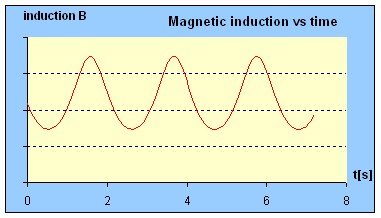 induction B
Magnetic induction vs time
t[s]
0 2 4 6 8